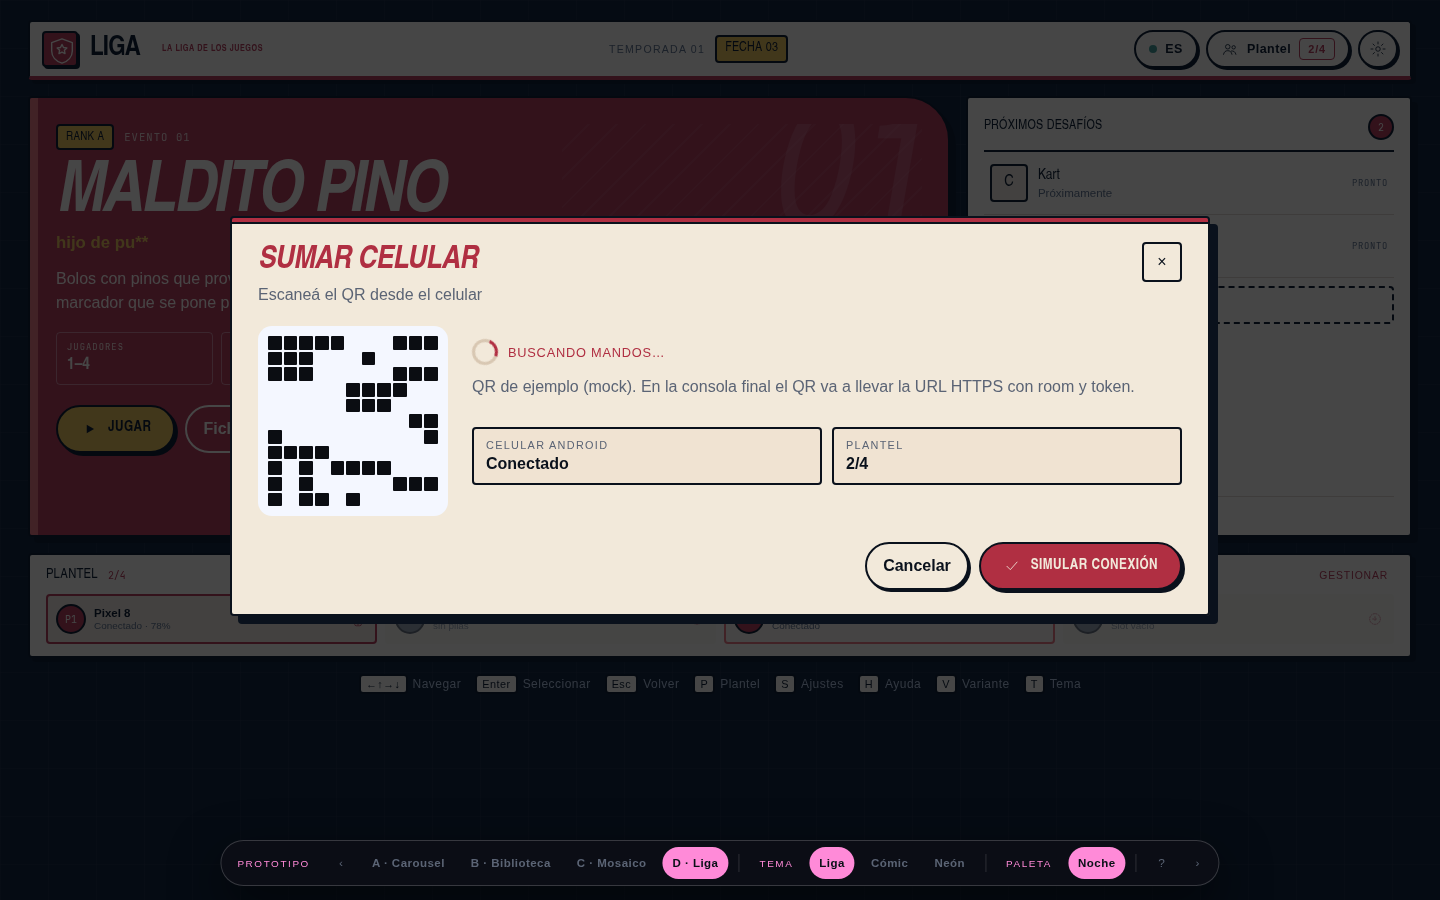 LIGA
LA LIGA DE LOS JUEGOS
TEMPORADA 01
FECHA 03
ES
Plantel 2/4
RANK A
EVENTO 01
01
MALDITO PINO
hijo de pu**
Bolos con pinos que
marcador que se pone
JUGADORES
1–4
JUGAR
PRÓXIMOS DESAFÍOS
2
C
Kart
Próximamente
PRONTO
PRONTO
SUMAR CELULAR
×
Escaneá el QR desde el celular
BUSCANDO MANDOS...
QR de ejemplo (mock). En la consola final el QR va a llevar la URL HTTPS con room y token.
CELULAR ANDROID
Conectado
PLANTEL
2/4
Cancelar
SIMULAR CONEXIÓN
PLANTEL 2/4
GESTIONAR
P1
Pixel 8
Conectado · 78%
Conectado
Slot vacío
←↑→↓ Navegar
Enter Seleccionar
Esc Volver
P Plantel
S Ajustes
H Ayuda
V Variante
T Tema
PROTOTIPO ‹ A · Carousel B · Biblioteca C · Mosaico D · Liga TEMA Liga Cómic Neón PALETA Noche ? ›